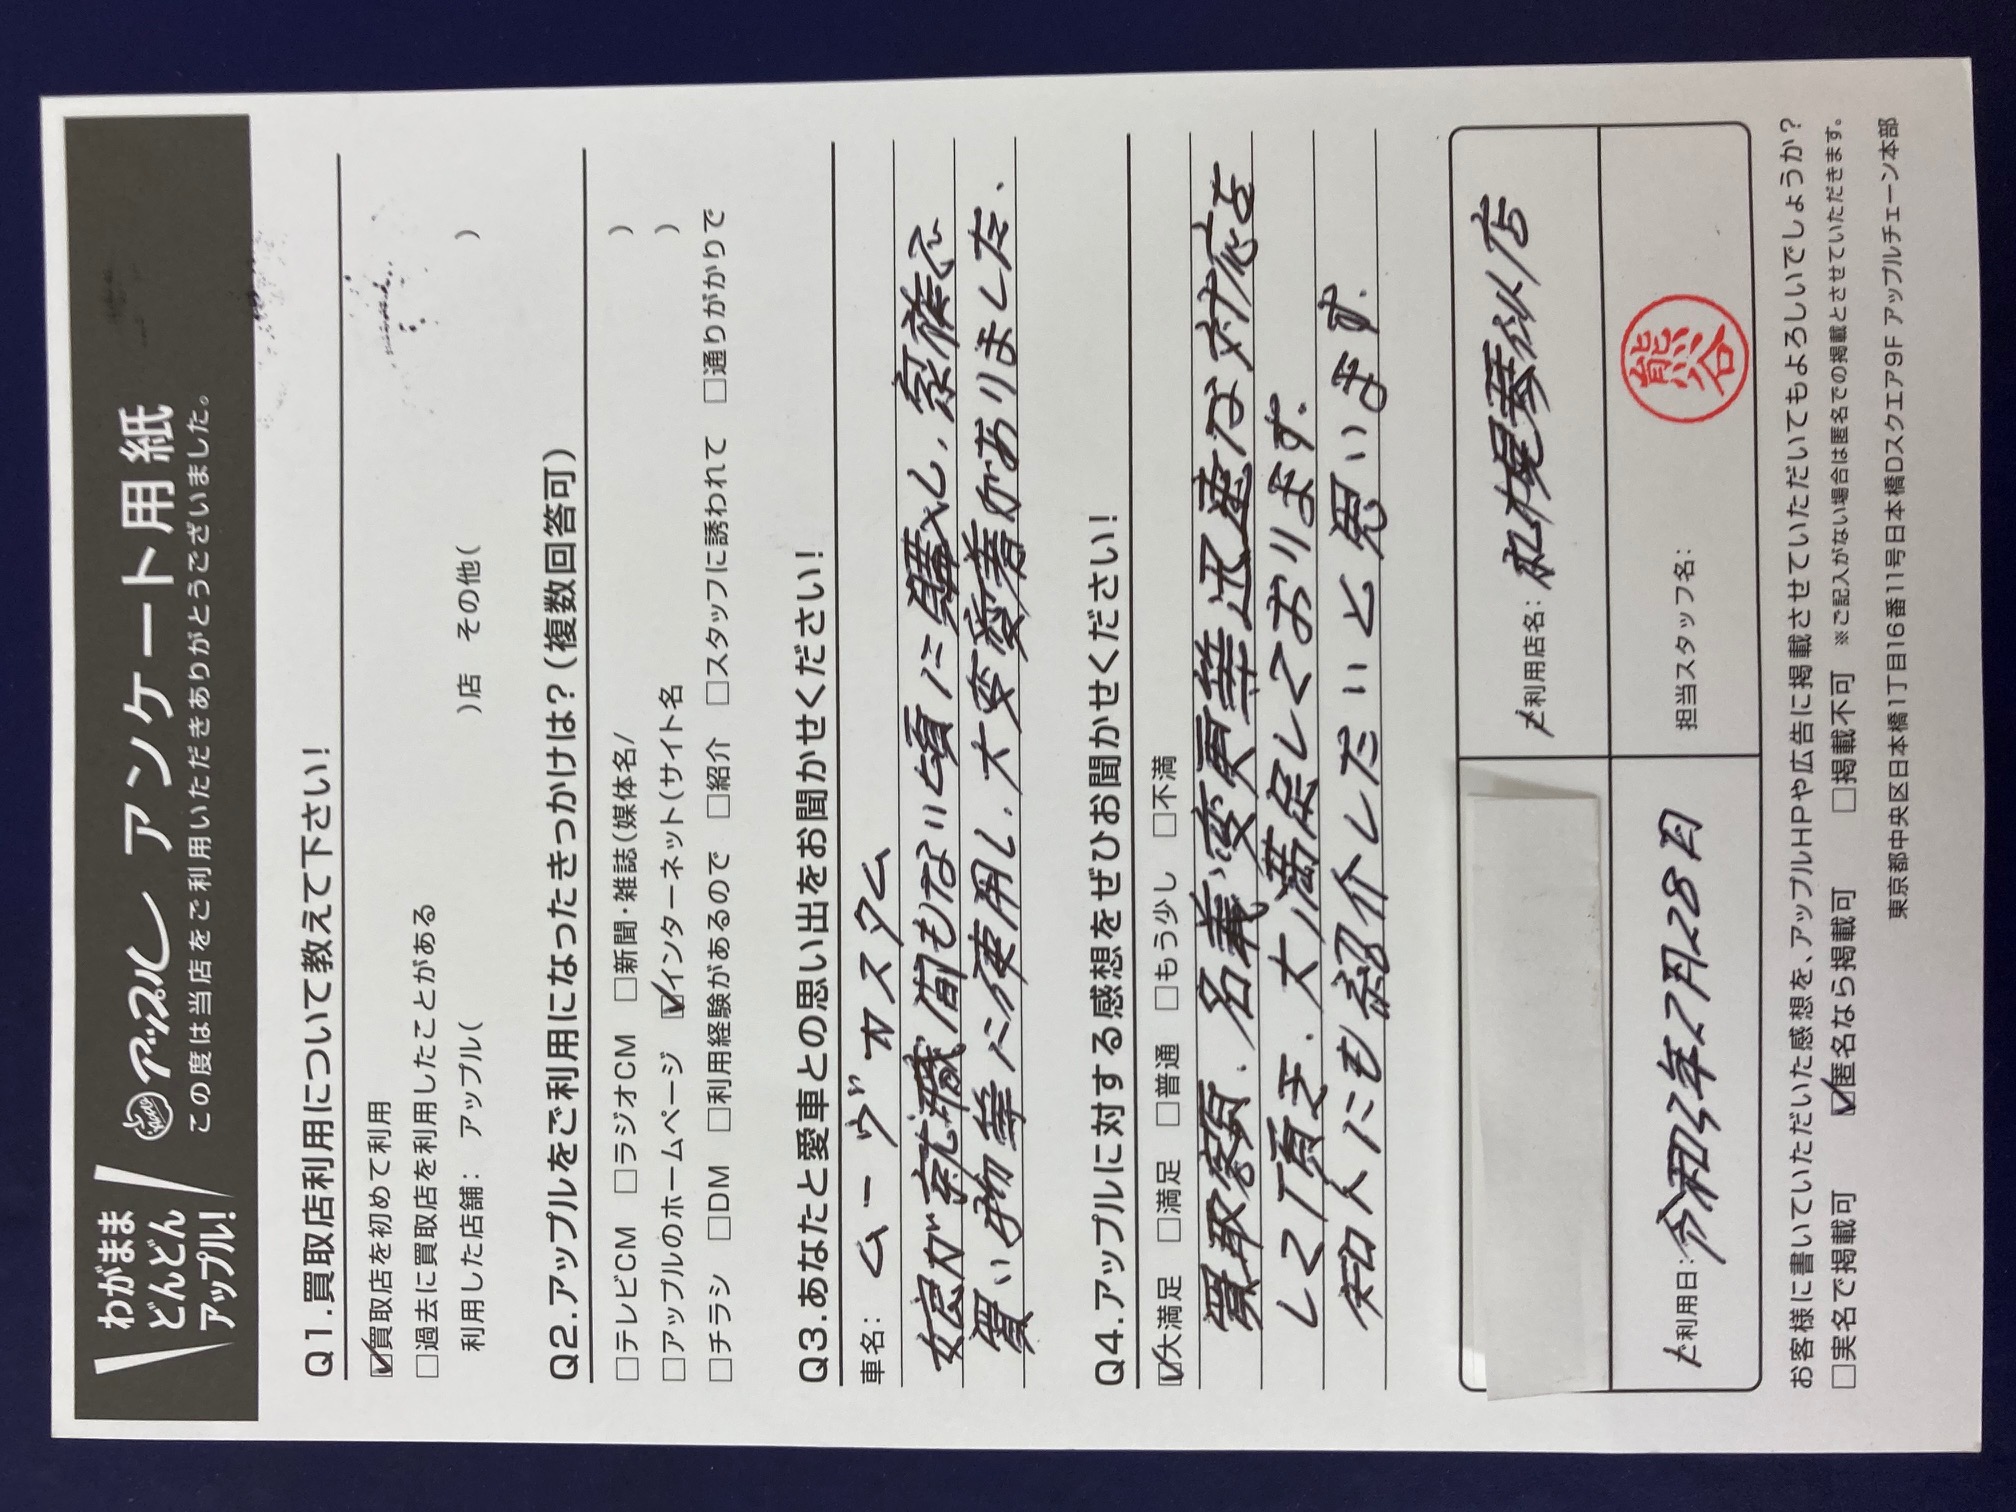 わがまま
どんどん
アップル!
アップル アンケート用紙
この度は当店をご利用いただきありがとうございました。
Q1.買取店利用について教えて下さい!
☑買取店を初めて利用
□過去に買取店を利用したことがある
利用した店舗: アップル( )店 その他( )
Q2.アップルをご利用になったきっかけは?(複数回答可)
□テレビCM □ラジオCM □新聞・雑誌(媒体名/ )
□アップルのホームページ ☑インターネット(サイト名 )
□チラシ □DM □利用経験があるので □紹介 □スタッフに誘われて □通りがかりで
Q3.あなたと愛車との思い出をお聞かせください!
車名: ムーヴカスタム
娘が就職間もない頃に購入し、家族で
買い物等に使用し、大変愛着がありました。
Q4.アップルに対する感想をぜひお聞かせください!
☑大満足 □満足 □普通 □もう少し □不満
買取額、名義変更等迅速な対応を
して頂き、大満足しております。
知人にも紹介したいと思います。
ご利用店名: 札幌琴似店
ご利用日: 令和3年7月28日
担当スタッフ名: 熊谷
お客様に書いていただいた感想を、アップルHPや広告に掲載させていただいてもよろしいでしょうか?
□実名で掲載可 ☑匿名なら掲載可 □掲載不可 ※ご記入がない場合は匿名での掲載とさせていただきます。
東京都中央区日本橋1丁目16番11号日本橋Dスクエア9F アップルチェーン本部